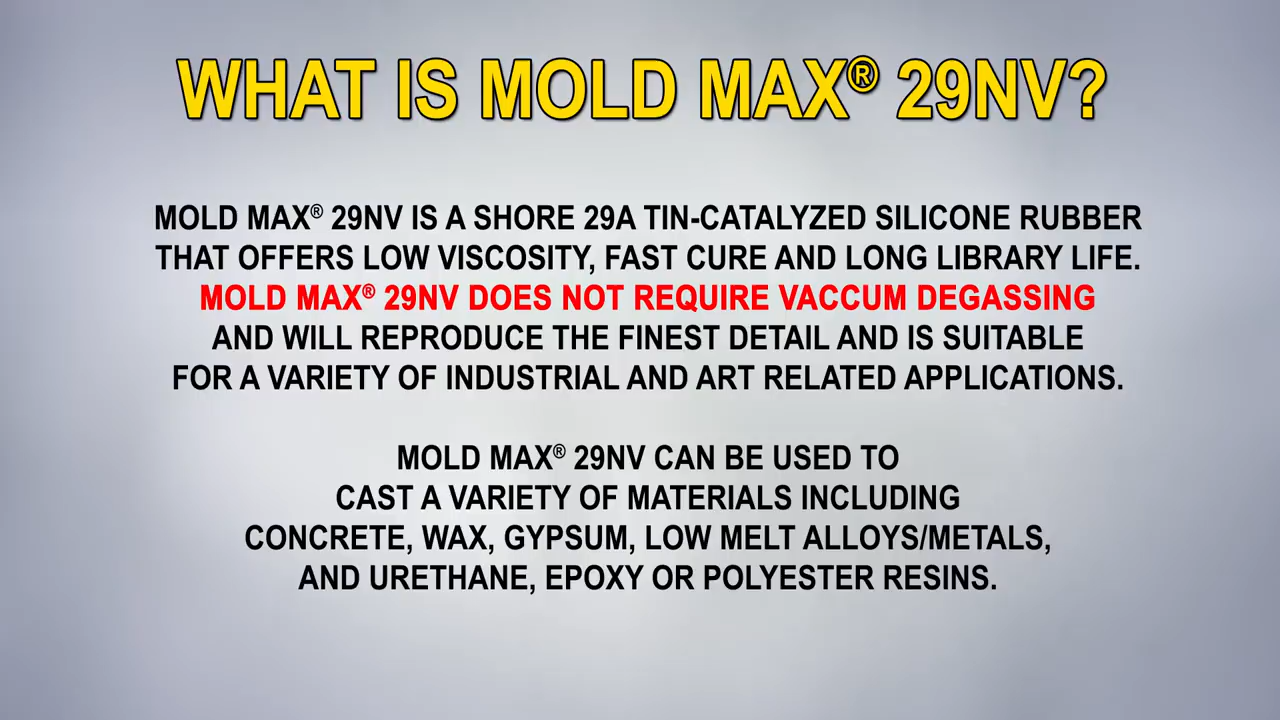 WHAT IS MOLD MAX® 29NV?
MOLD MAX® 29NV IS A SHORE 29A TIN-CATALYZED SILICONE RUBBER
THAT OFFERS LOW VISCOSITY, FAST CURE AND LONG LIBRARY LIFE.
MOLD MAX® 29NV DOES NOT REQUIRE VACCUM DEGASSING
AND WILL REPRODUCE THE FINEST DETAIL AND IS SUITABLE
FOR A VARIETY OF INDUSTRIAL AND ART RELATED APPLICATIONS.
MOLD MAX® 29NV CAN BE USED TO
CAST A VARIETY OF MATERIALS INCLUDING
CONCRETE, WAX, GYPSUM, LOW MELT ALLOYS/METALS,
AND URETHANE, EPOXY OR POLYESTER RESINS.